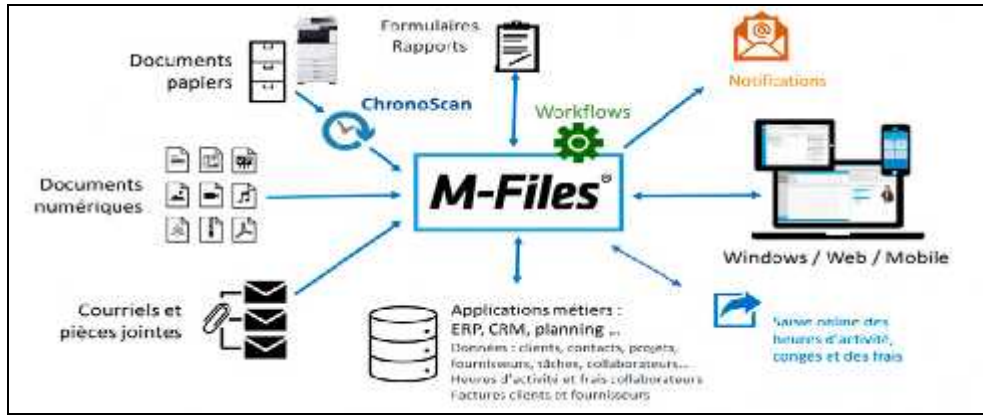 Documents
papiers
ChronoScan
Formulaires
Rapports
Workflows
Notifications
Documents
numériques
M-Files®
Windows / Web / Mobile
Courriels et
pièces jointes
Applications métiers :
ERP, CRM, planning ...
Données : clients, contacts, projets,
fournisseurs, tâches, collaborateurs...
Heures d'activité et frais collaborateurs
Factures clients et fournisseurs
Saisie online des
heures d'activité,
congés et des frais